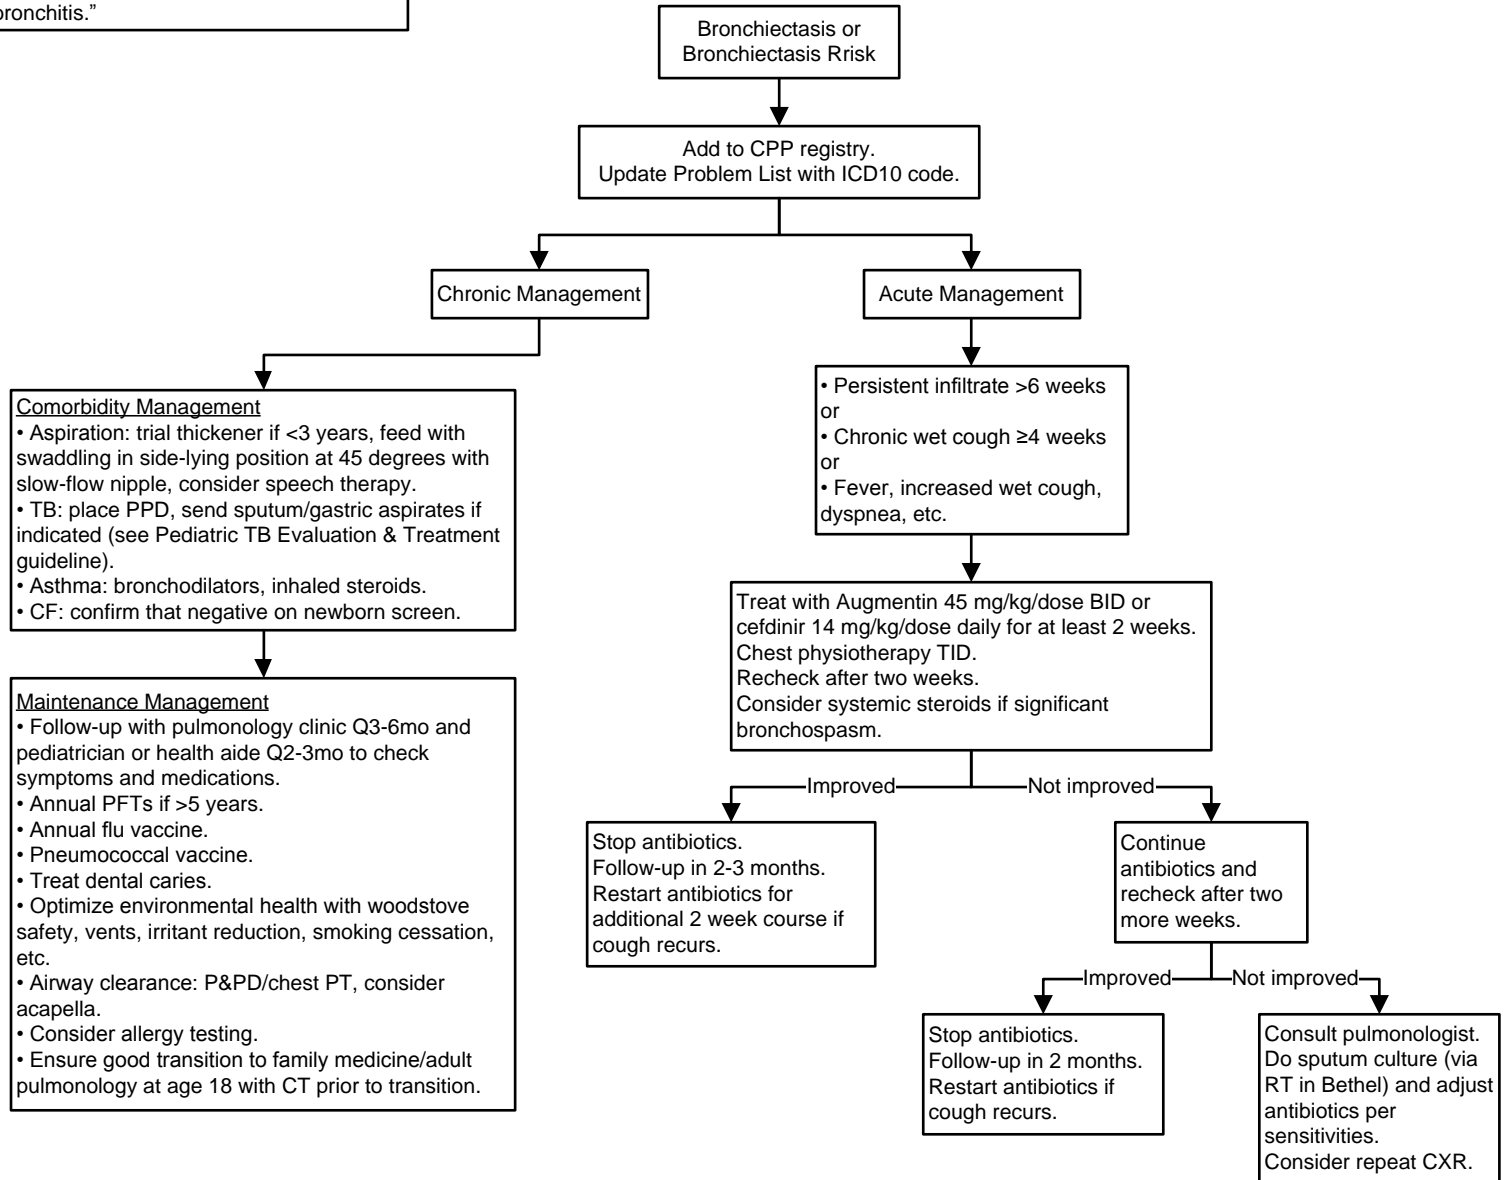 bronchitis.”
Bronchiectasis or
Bronchiectasis Rrisk
Add to CPP registry.
Update Problem List with ICD10 code.
Chronic Management
Acute Management
Comorbidity Management
• Aspiration: trial thickener if <3 years, feed with
swaddling in side-lying position at 45 degrees with
slow-flow nipple, consider speech therapy.
• TB: place PPD, send sputum/gastric aspirates if
indicated (see Pediatric TB Evaluation & Treatment
guideline).
• Asthma: bronchodilators, inhaled steroids.
• CF: confirm that negative on newborn screen.
Maintenance Management
• Follow-up with pulmonology clinic Q3-6mo and
pediatrician or health aide Q2-3mo to check
symptoms and medications.
• Annual PFTs if >5 years.
• Annual flu vaccine.
• Pneumococcal vaccine.
• Treat dental caries.
• Optimize environmental health with woodstove
safety, vents, irritant reduction, smoking cessation,
etc.
• Airway clearance: P&PD/chest PT, consider
acapella.
• Consider allergy testing.
• Ensure good transition to family medicine/adult
pulmonology at age 18 with CT prior to transition.
• Persistent infiltrate >6 weeks
or
• Chronic wet cough ≥4 weeks
or
• Fever, increased wet cough,
dyspnea, etc.
Treat with Augmentin 45 mg/kg/dose BID or
cefdinir 14 mg/kg/dose daily for at least 2 weeks.
Chest physiotherapy TID.
Recheck after two weeks.
Consider systemic steroids if significant
bronchospasm.
Improved
Not improved
Stop antibiotics.
Follow-up in 2-3 months.
Restart antibiotics for
additional 2 week course if
cough recurs.
Continue
antibiotics and
recheck after two
more weeks.
Improved
Not improved
Stop antibiotics.
Follow-up in 2 months.
Restart antibiotics if
cough recurs.
Consult pulmonologist.
Do sputum culture (via
RT in Bethel) and adjust
antibiotics per
sensitivities.
Consider repeat CXR.